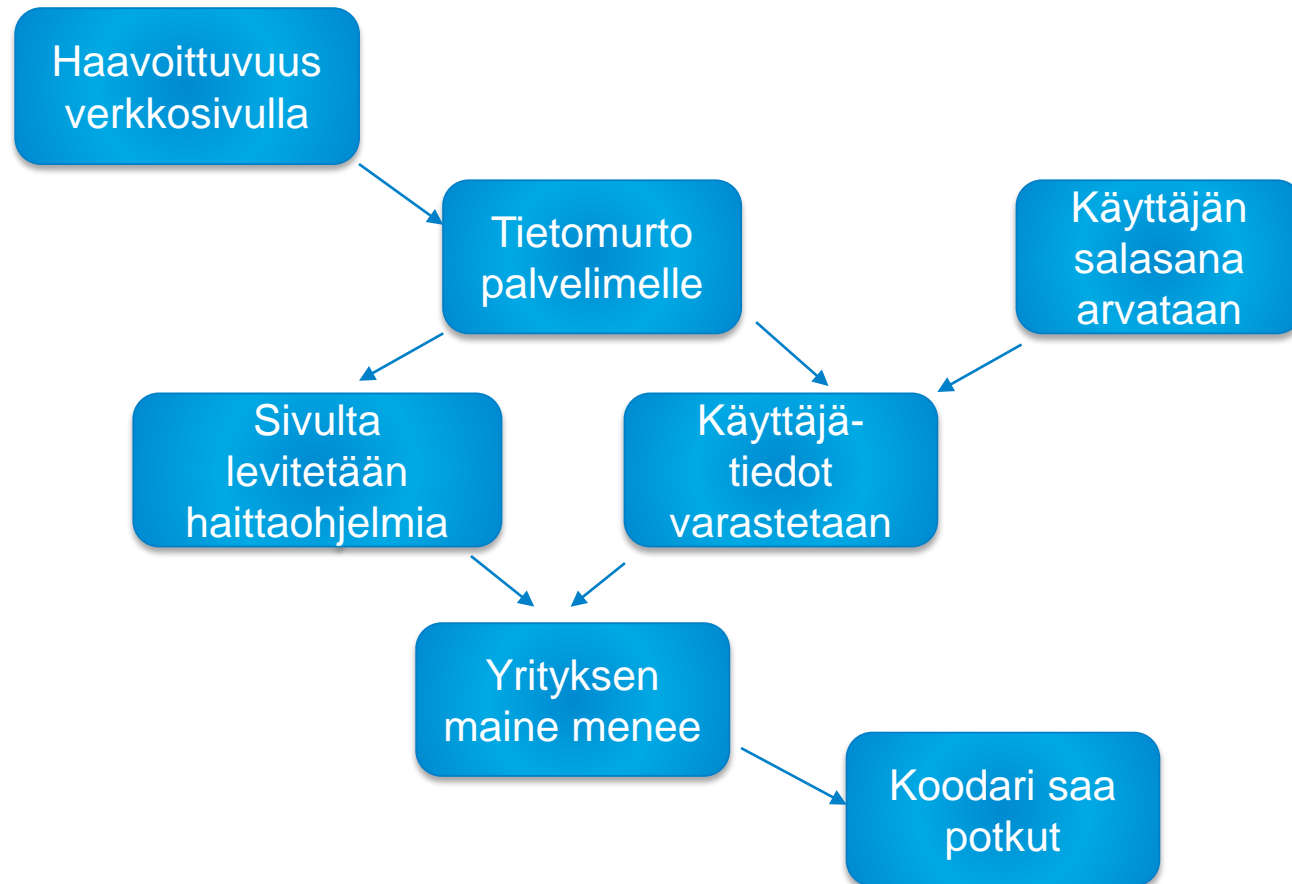 Haavoittuvuus
verkkosivulla
Tietomurto
palvelimelle
Käyttäjän
salasana
arvataan
Sivulta
levitetään
haittaohjelmia
Käyttäjä-
tiedot
varastetaan
Yrityksen
maine menee
Koodari saa
potkut